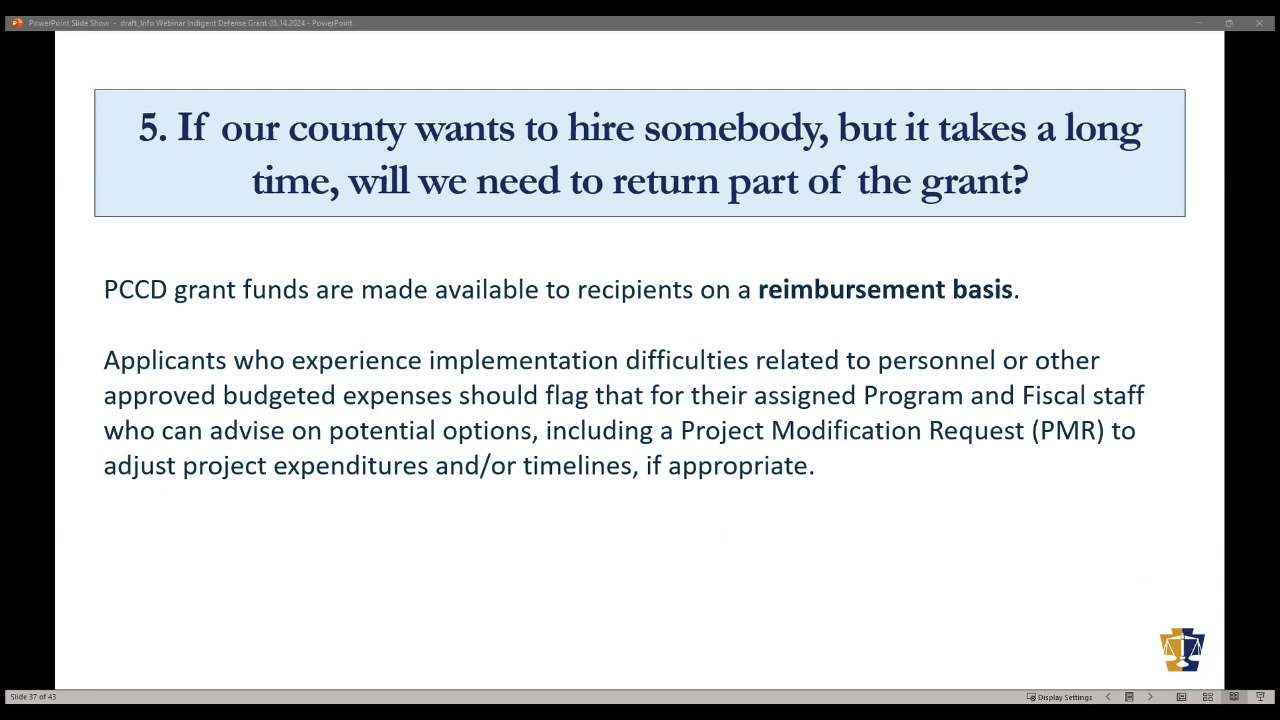 PowerPoint Slide Show - draft_Info Webinar Indigent Defense Grant 05.14.2024 - PowerPoint
5. If our county wants to hire somebody, but it takes a long
time, will we need to return part of the grant?
PCCD grant funds are made available to recipients on a reimbursement basis.
Applicants who experience implementation difficulties related to personnel or other
approved budgeted expenses should flag that for their assigned Program and Fiscal staff
who can advise on potential options, including a Project Modification Request (PMR) to
adjust project expenditures and/or timelines, if appropriate.
Slide 37 of 43
Display Settings